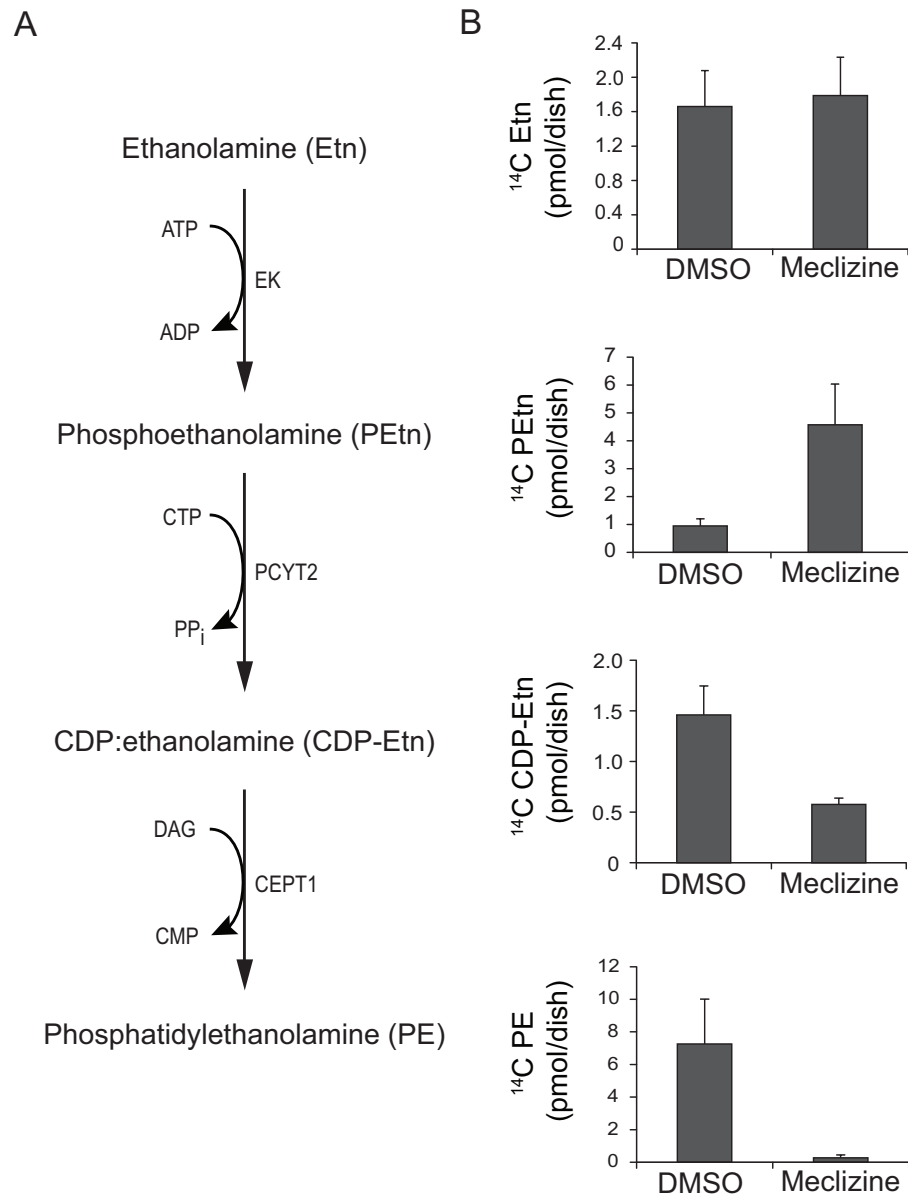 A
Ethanolamine (Etn)
ATP
EK
ADP
Phosphoethanolamine (PEtn)
CTP
PCYT2
PPi
CDP:ethanolamine (CDP-Etn)
DAG
CEPT1
CMP
Phosphatidylethanolamine (PE)
B
14C Etn
(pmol/dish)
2.4
2.0
1.6
1.2
0.8
0.4
0
DMSO Meclizine
14C PEtn
(pmol/dish)
7
6
5
4
3
2
1
0
DMSO Meclizine
14C CDP-Etn
(pmol/dish)
2.0
1.5
1.0
0.5
0
DMSO Meclizine
14C PE
(pmol/dish)
12
10
8
6
4
2
0
DMSO Meclizine